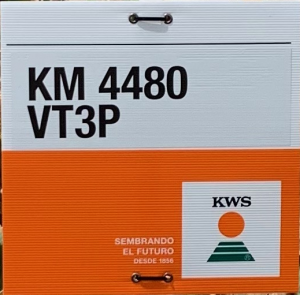 KM 4480
VT3P
KWS
SEMBRANDO
EL FUTURO
DESDE 1856